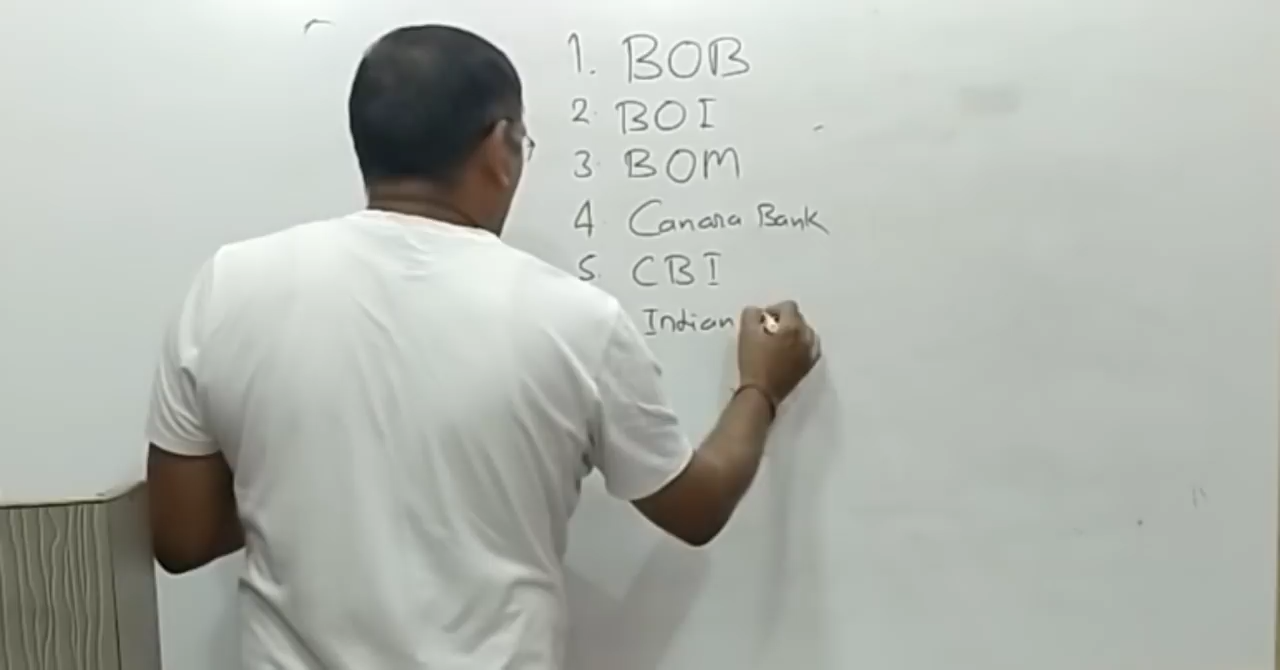 1. BOB
2. BOI
3. BOM
4. Canara Bank
5. CBI
Indian